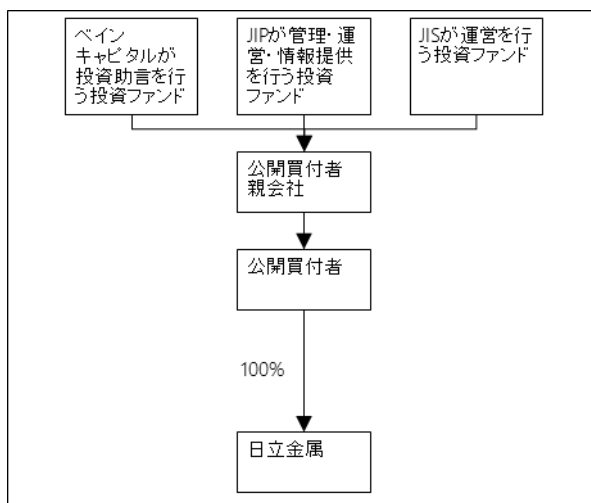 ベイン
キャピタルが
投資助言を行
う投資ファンド
JIPが管理・運
営・情報提供
を行う投資
ファンド
JISが運営を行
う投資ファンド
公開買付者
親会社
公開買付者
100%
日立金属